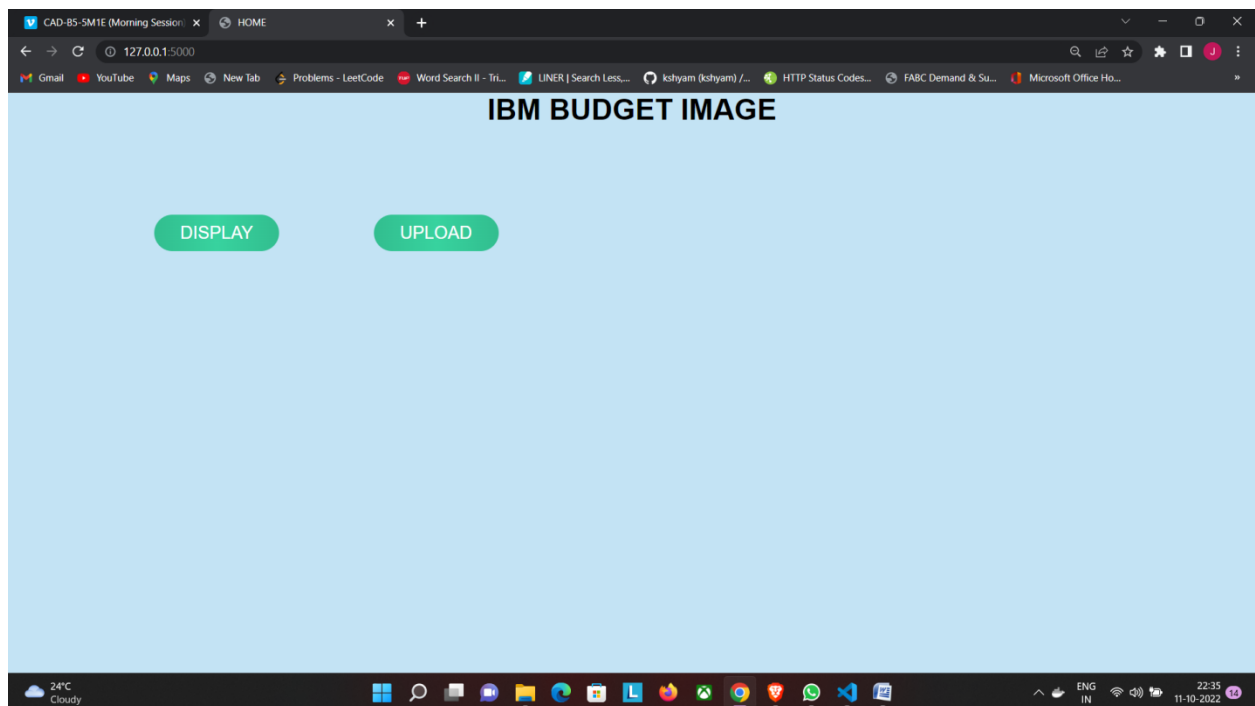 CAD-B5-5M1E (Morning Session)
HOME
127.0.0.1:5000
J
Gmail
YouTube
Maps
New Tab
Problems - LeetCode
Word Search II - Tri...
LINER | Search Less,...
kshyam (kshyam) /...
HTTP Status Codes...
FABC Demand & Su...
Microsoft Office Ho...
»
IBM BUDGET IMAGE
DISPLAY
UPLOAD
24°C
Cloudy
L
ENG
IN
22:35
11-10-2022
14